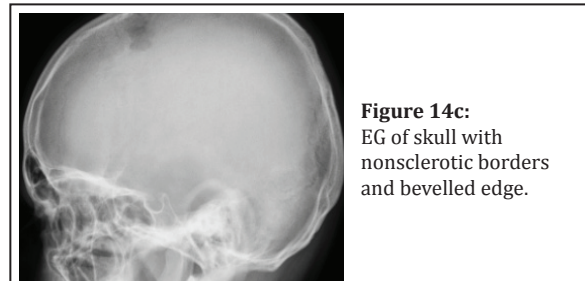 Figure 14c:
EG of skull with
nonsclerotic borders
and bevelled edge.